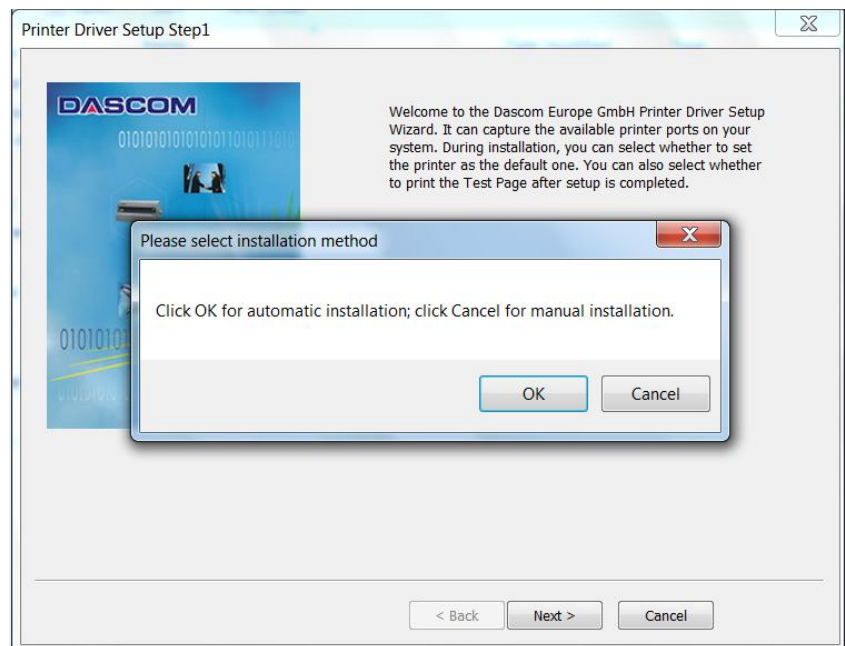 Printer Driver Setup Step1
DASCOM
Welcome to the Dascom Europe GmbH Printer Driver Setup
Wizard. It can capture the available printer ports on your
system. During installation, you can select whether to set
the printer as the default one. You can also select whether
to print the Test Page after setup is completed.
Please select installation method
Click OK for automatic installation; click Cancel for manual installation.
OK
Cancel
< Back
Next >
Cancel